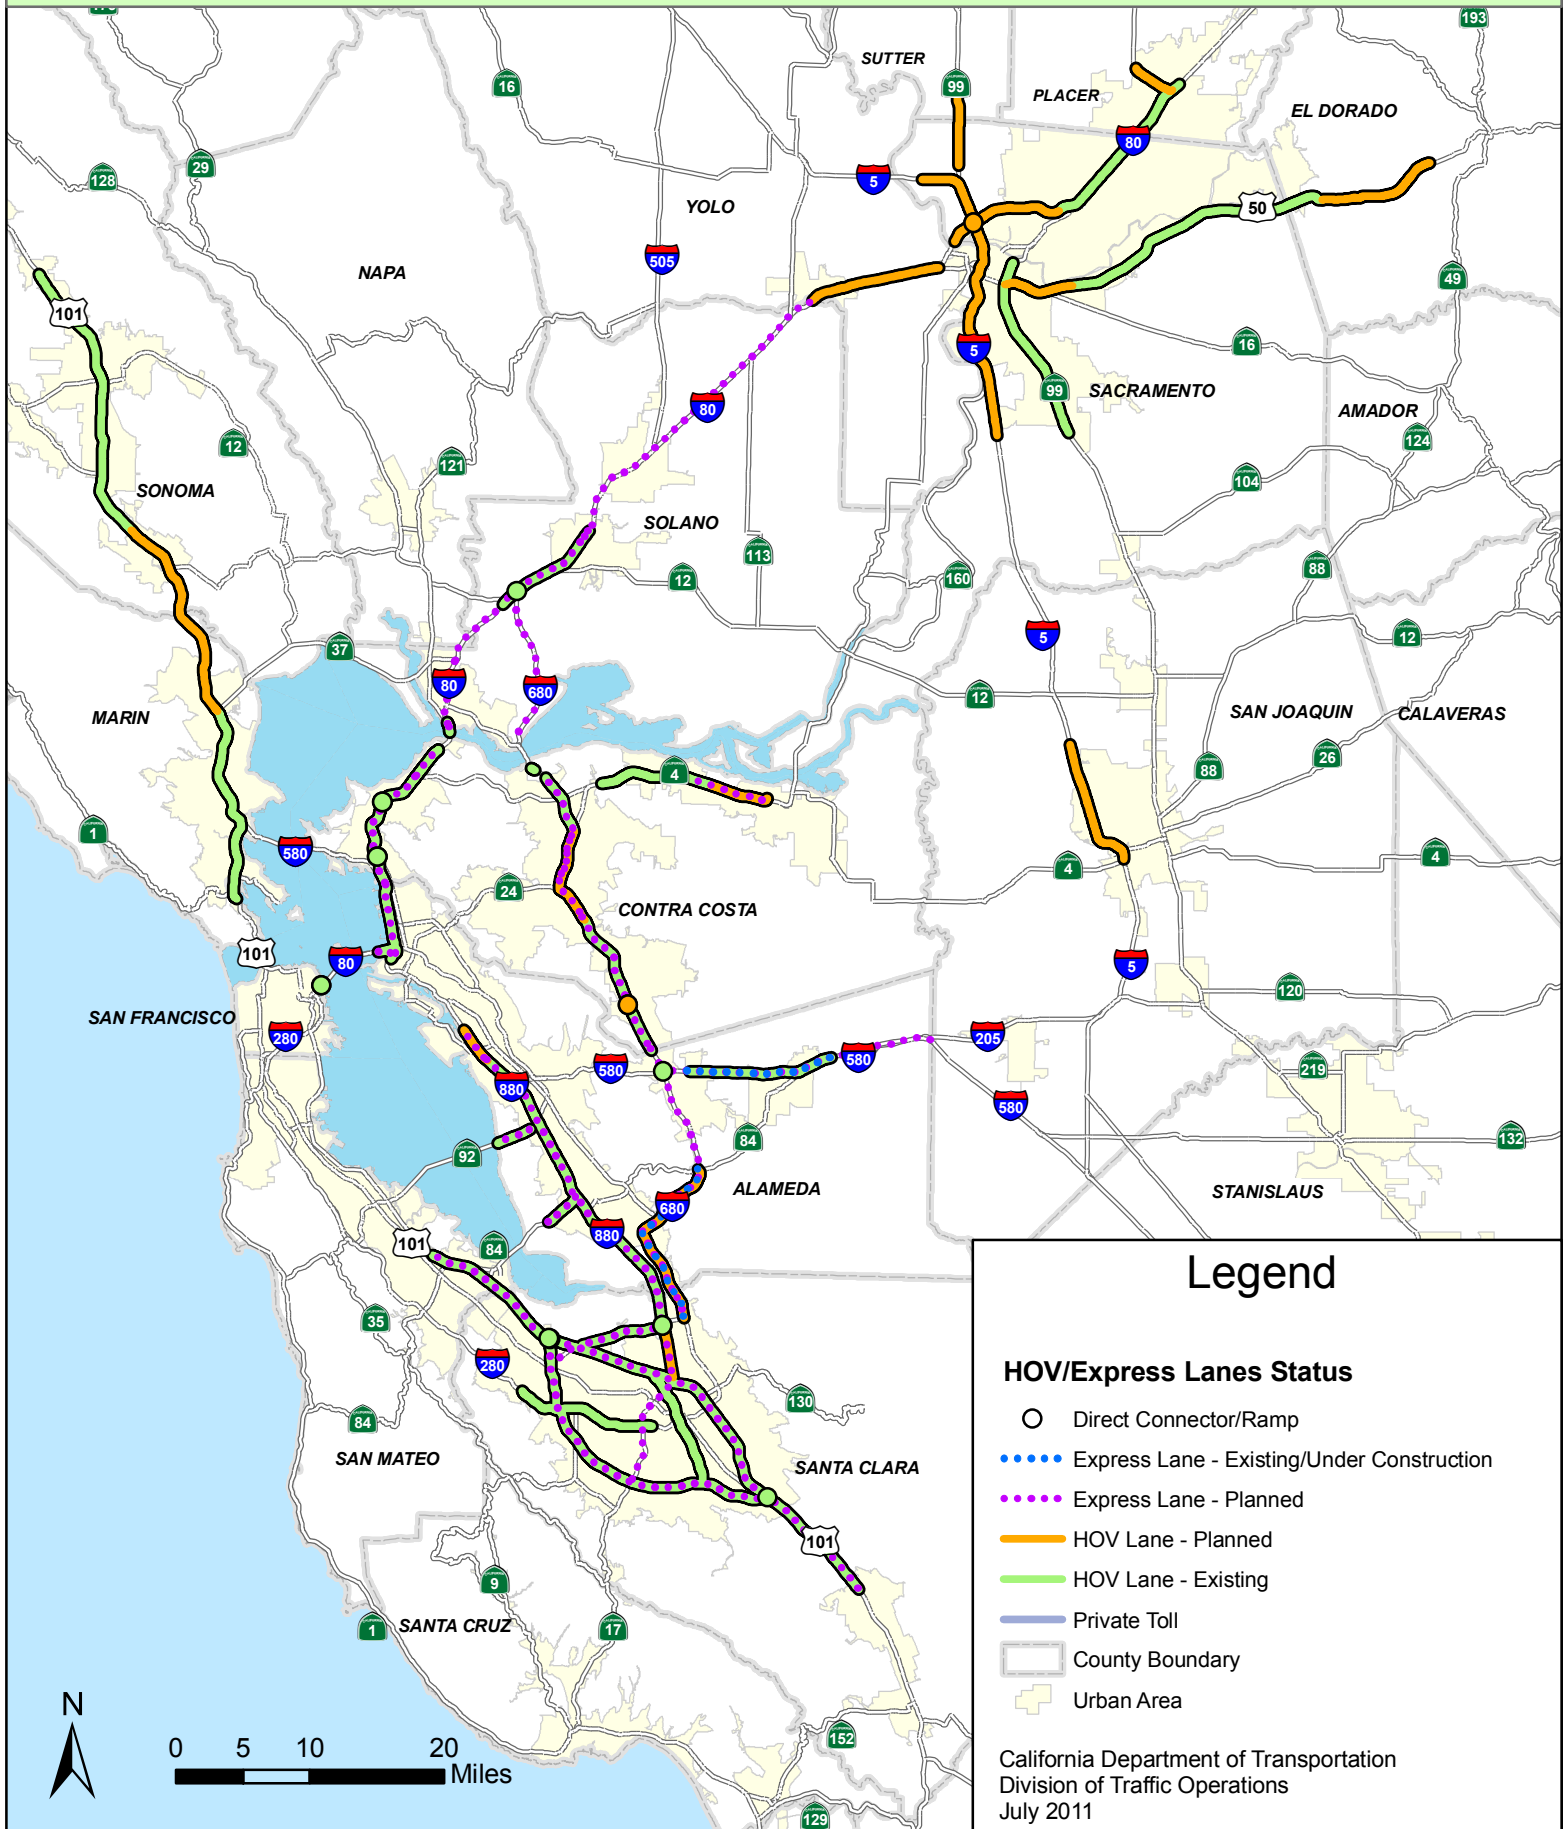 193
SUTTER
16
99
PLACER
EL DORADO
80
29
128
5
YOLO
50
505
NAPA
49
101
5
16
SACRAMENTO
99
80
AMADOR
124
12
121
SONOMA
104
SOLANO
113
88
12
160
5
12
37
80
680
12
MARIN
SAN JOAQUIN
CALAVERAS
26
88
4
1
580
4
4
24
CONTRA COSTA
101
80
5
120
SAN FRANCISCO
280
205
580
580
219
880
580
84
132
92
ALAMEDA
STANISLAUS
680
880
101
84
35
280
130
84
SAN MATEO
SANTA CLARA
101
9
SANTA CRUZ
1
17
152
129
N
0 5 10 20
Miles
Legend
HOV/Express Lanes Status
Direct Connector/Ramp
Express Lane - Existing/Under Construction
Express Lane - Planned
HOV Lane - Planned
HOV Lane - Existing
Private Toll
County Boundary
Urban Area
California Department of Transportation
Division of Traffic Operations
July 2011